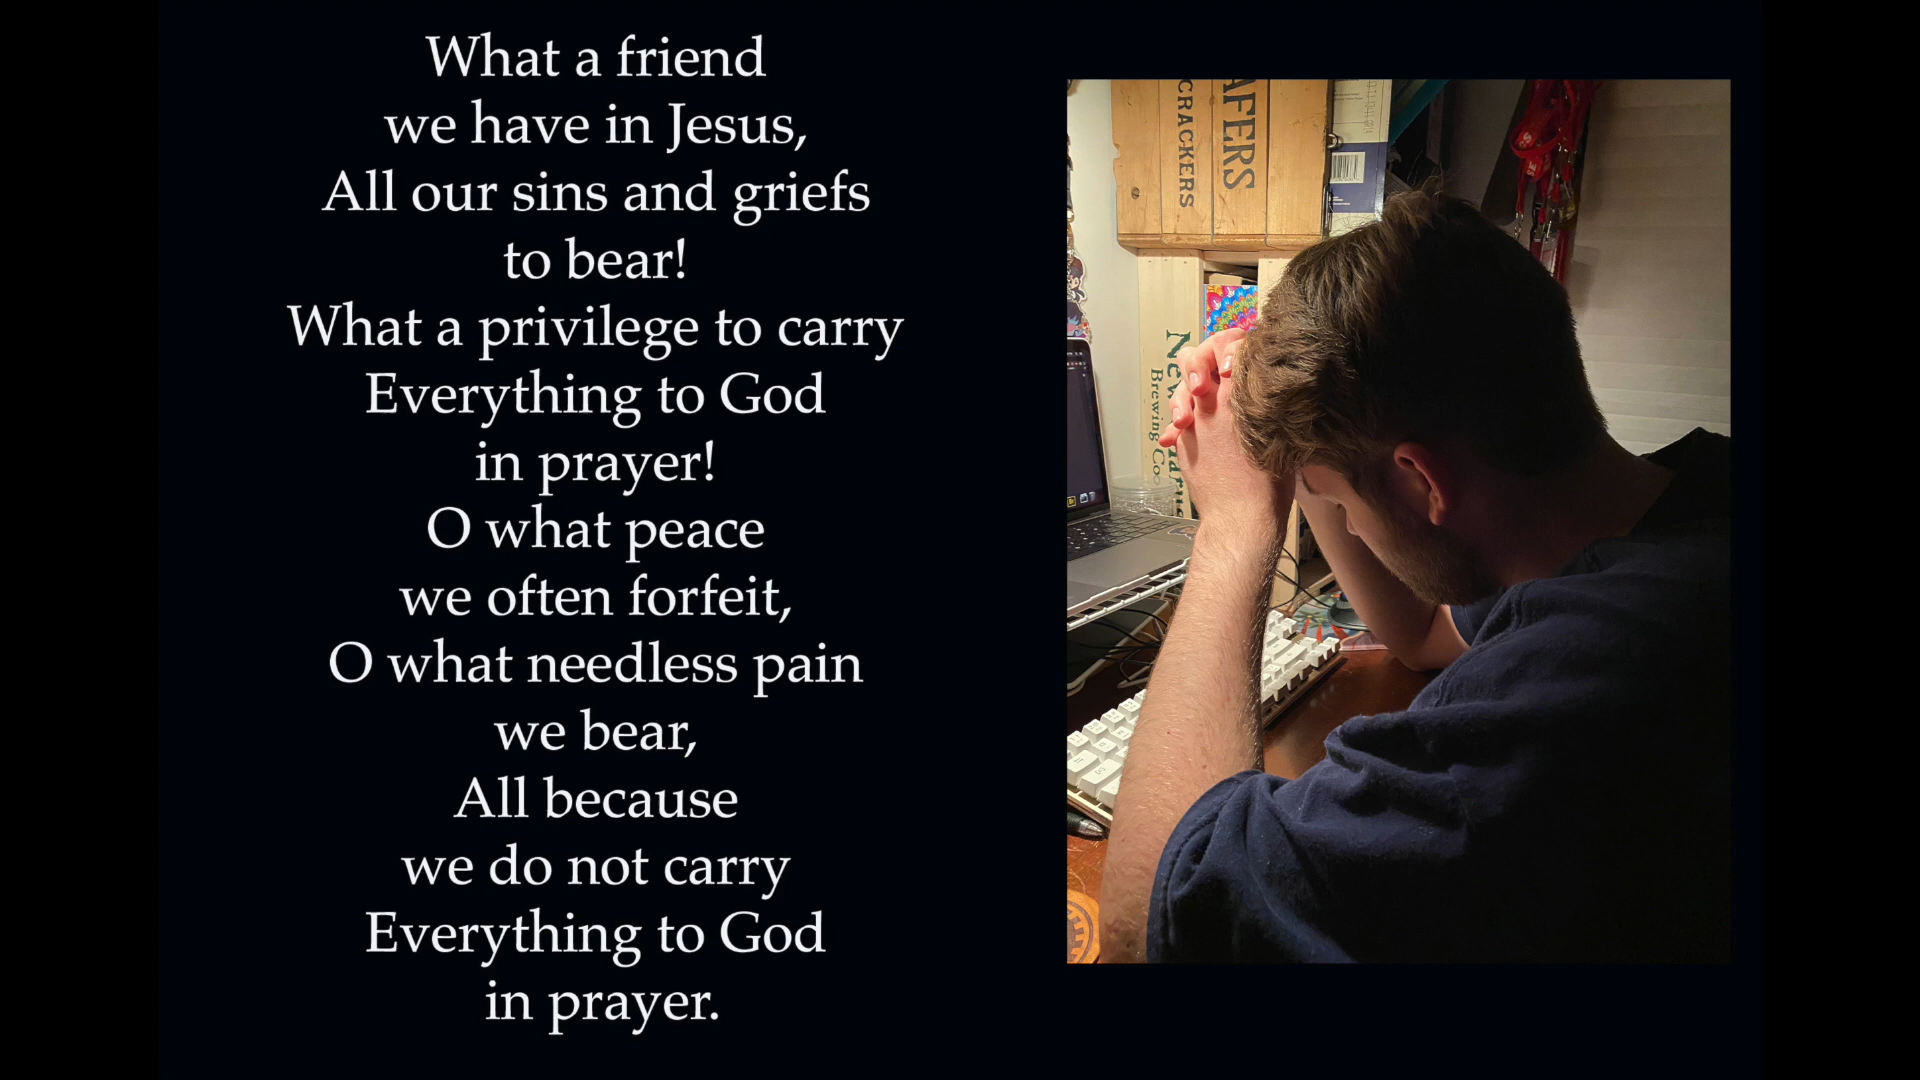 What a friend
we have in Jesus,
All our sins and griefs
to bear!
What a privilege to carry
Everything to God
in prayer!
O what peace
we often forfeit,
O what needless pain
we bear,
All because
we do not carry
Everything to God
in prayer.
AFERS
CRACKERS
Brewing Co